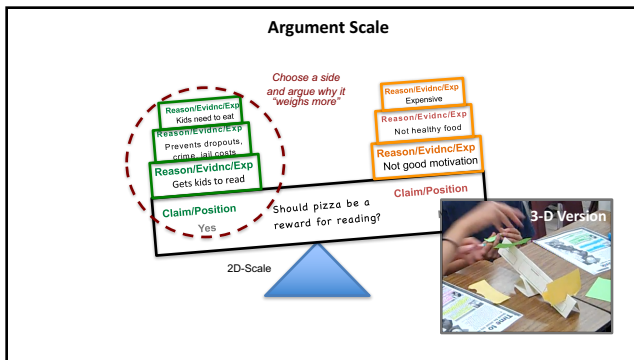 Argument Scale
Choose a side
and argue why it
“weighs more”
Reason/Evidnc/Exp
Kids need to eat
Reason/Evidnc/Exp
Prevents dropouts,
crime, jail costs
Reason/Evidnc/Exp
Gets kids to read
Claim/Position
Yes
Should pizza be a
reward for reading?
Reason/Evidnc/Exp
Expensive
Reason/Evidnc/Exp
Not healthy food
Reason/Evidnc/Exp
Not good motivation
Claim/Position
2D-Scale
3-D Version
Time to